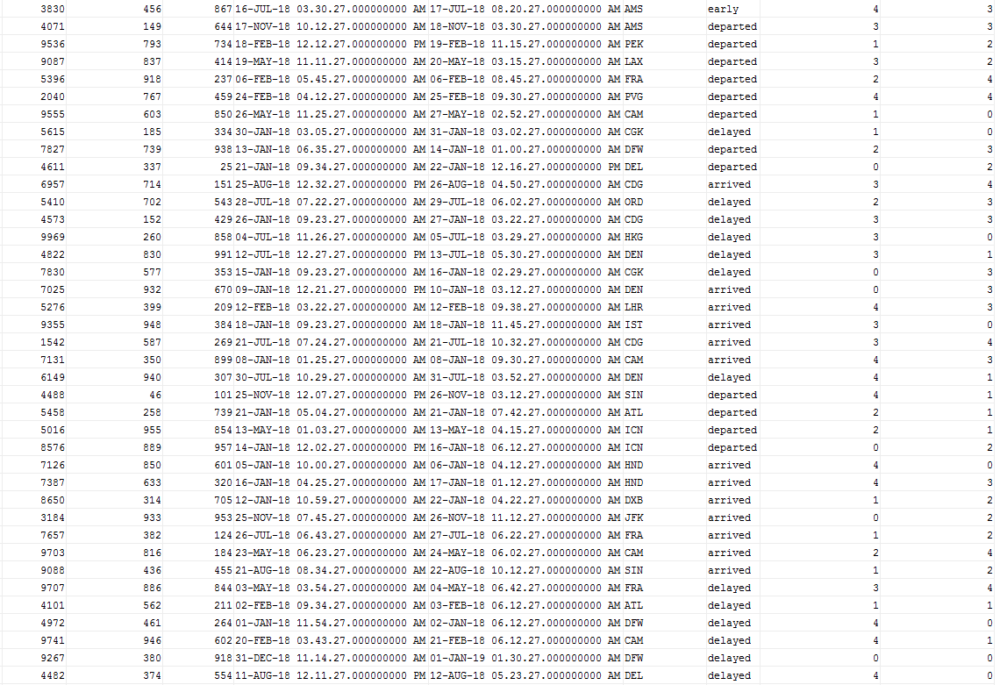 3830 456 867 16-JUL-18 03.30.27.000000000 AM 17-JUL-18 08.20.27.000000000 AM AMS early 4 3
4071 149 644 17-NOV-18 10.12.27.000000000 AM 18-NOV-18 03.30.27.000000000 AM AMS departed 3 3
9536 793 734 18-FEB-18 12.12.27.000000000 PM 19-FEB-18 11.15.27.000000000 AM PEK departed 1 2
9087 837 414 19-MAY-18 11.11.27.000000000 AM 20-MAY-18 03.15.27.000000000 AM LAX departed 3 2
5396 918 237 06-FEB-18 05.45.27.000000000 AM 06-FEB-18 08.45.27.000000000 AM FRA departed 2 4
2040 767 459 24-FEB-18 04.12.27.000000000 AM 25-FEB-18 09.30.27.000000000 AM PVG departed 4 4
9555 603 850 26-MAY-18 11.25.27.000000000 AM 27-MAY-18 02.52.27.000000000 AM CAM departed 1 0
5615 185 334 30-JAN-18 03.05.27.000000000 AM 31-JAN-18 03.02.27.000000000 AM CGK delayed 1 0
7827 739 938 13-JAN-18 06.35.27.000000000 AM 14-JAN-18 01.00.27.000000000 AM DFW departed 2 3
4611 337 25 21-JAN-18 09.34.27.000000000 AM 22-JAN-18 12.16.27.000000000 PM DEL departed 0 2
6957 714 151 25-AUG-18 12.32.27.000000000 PM 26-AUG-18 04.50.27.000000000 AM CDG arrived 3 4
5410 702 543 28-JUL-18 07.22.27.000000000 AM 29-JUL-18 06.02.27.000000000 AM ORD delayed 2 3
4573 152 429 26-JAN-18 09.23.27.000000000 AM 27-JAN-18 03.22.27.000000000 AM CDG delayed 3 3
9969 260 858 04-JUL-18 11.26.27.000000000 AM 05-JUL-18 03.29.27.000000000 AM HKG delayed 3 0
4822 830 991 12-JUL-18 12.27.27.000000000 PM 13-JUL-18 05.30.27.000000000 AM DEN delayed 3 1
7830 577 353 15-JAN-18 09.23.27.000000000 AM 16-JAN-18 02.29.27.000000000 AM CGK delayed 0 3
7025 932 670 09-JAN-18 12.21.27.000000000 PM 10-JAN-18 03.12.27.000000000 AM DEN arrived 0 3
5276 399 209 12-FEB-18 03.22.27.000000000 AM 12-FEB-18 09.38.27.000000000 AM LHR arrived 4 3
9355 948 384 18-JAN-18 09.23.27.000000000 AM 18-JAN-18 11.45.27.000000000 AM IST arrived 3 0
1542 587 269 21-JUL-18 07.24.27.000000000 AM 21-JUL-18 10.32.27.000000000 AM CDG arrived 3 4
7131 350 899 08-JAN-18 01.25.27.000000000 AM 08-JAN-18 09.30.27.000000000 AM CAM arrived 4 3
6149 940 307 30-JUL-18 10.29.27.000000000 AM 31-JUL-18 03.52.27.000000000 AM DEN delayed 4 1
4488 46 101 25-NOV-18 12.07.27.000000000 PM 26-NOV-18 03.12.27.000000000 AM SIN departed 4 1
5458 258 739 21-JAN-18 05.04.27.000000000 AM 21-JAN-18 07.42.27.000000000 AM ATL departed 2 1
5016 955 854 13-MAY-18 01.03.27.000000000 AM 13-MAY-18 04.15.27.000000000 AM ICN departed 2 1
8576 889 957 14-JAN-18 12.02.27.000000000 PM 16-JAN-18 06.12.27.000000000 AM ICN departed 0 2
7126 850 601 05-JAN-18 10.00.27.000000000 AM 06-JAN-18 04.12.27.000000000 AM HND arrived 4 0
7387 633 320 16-JAN-18 04.25.27.000000000 AM 17-JAN-18 01.12.27.000000000 AM HND arrived 4 3
8650 314 705 12-JAN-18 10.59.27.000000000 AM 22-JAN-18 04.22.27.000000000 AM DXB arrived 1 2
3184 933 953 25-NOV-18 07.45.27.000000000 AM 26-NOV-18 11.12.27.000000000 AM JFK arrived 0 2
7657 382 124 26-JUL-18 06.43.27.000000000 AM 27-JUL-18 06.22.27.000000000 AM FRA arrived 1 2
9703 816 184 23-MAY-18 06.23.27.000000000 AM 24-MAY-18 06.02.27.000000000 AM CAM arrived 2 4
9088 436 455 21-AUG-18 08.34.27.000000000 AM 22-AUG-18 10.12.27.000000000 AM SIN arrived 1 2
9707 886 844 03-MAY-18 03.54.27.000000000 AM 04-MAY-18 06.42.27.000000000 AM FRA delayed 3 4
4101 562 211 02-FEB-18 09.34.27.000000000 AM 03-FEB-18 06.12.27.000000000 AM ATL delayed 1 1
4972 461 264 01-JAN-18 11.54.27.000000000 AM 02-JAN-18 06.12.27.000000000 AM DFW delayed 4 0
9741 946 602 20-FEB-18 03.43.27.000000000 AM 21-FEB-18 06.12.27.000000000 AM CAM delayed 4 1
9267 380 918 31-DEC-18 11.14.27.000000000 AM 01-JAN-19 01.30.27.000000000 AM DFW delayed 0 0
4482 374 554 11-AUG-18 12.11.27.000000000 PM 12-AUG-18 05.23.27.000000000 AM DEL delayed 4 0